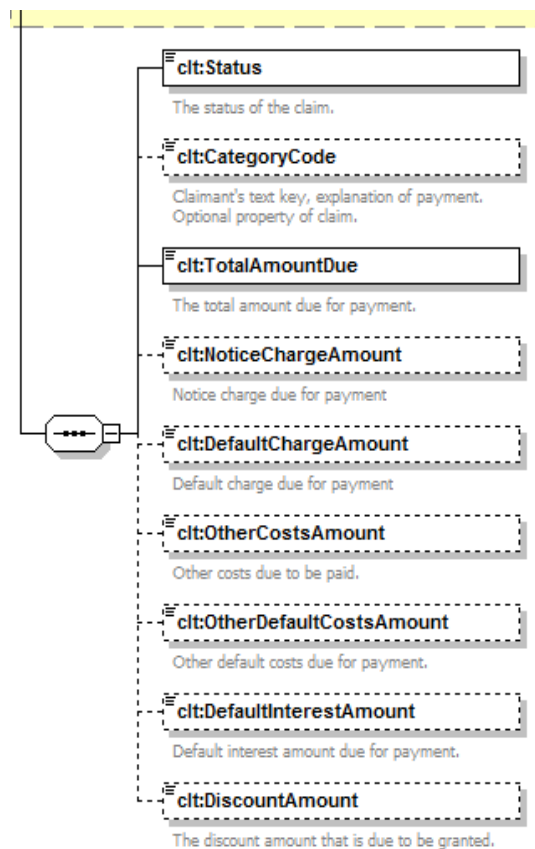 clt:Status
The status of the claim.
clt:CategoryCode
Claimant's text key, explanation of payment.
Optional property of claim.
clt:TotalAmountDue
The total amount due for payment.
clt:NoticeChargeAmount
Notice charge due for payment
clt:DefaultChargeAmount
Default charge due for payment
clt:OtherCostsAmount
Other costs due to be paid.
clt:OtherDefaultCostsAmount
Other default costs due for payment.
clt:DefaultInterestAmount
Default interest amount due for payment.
clt:DiscountAmount
The discount amount that is due to be granted.